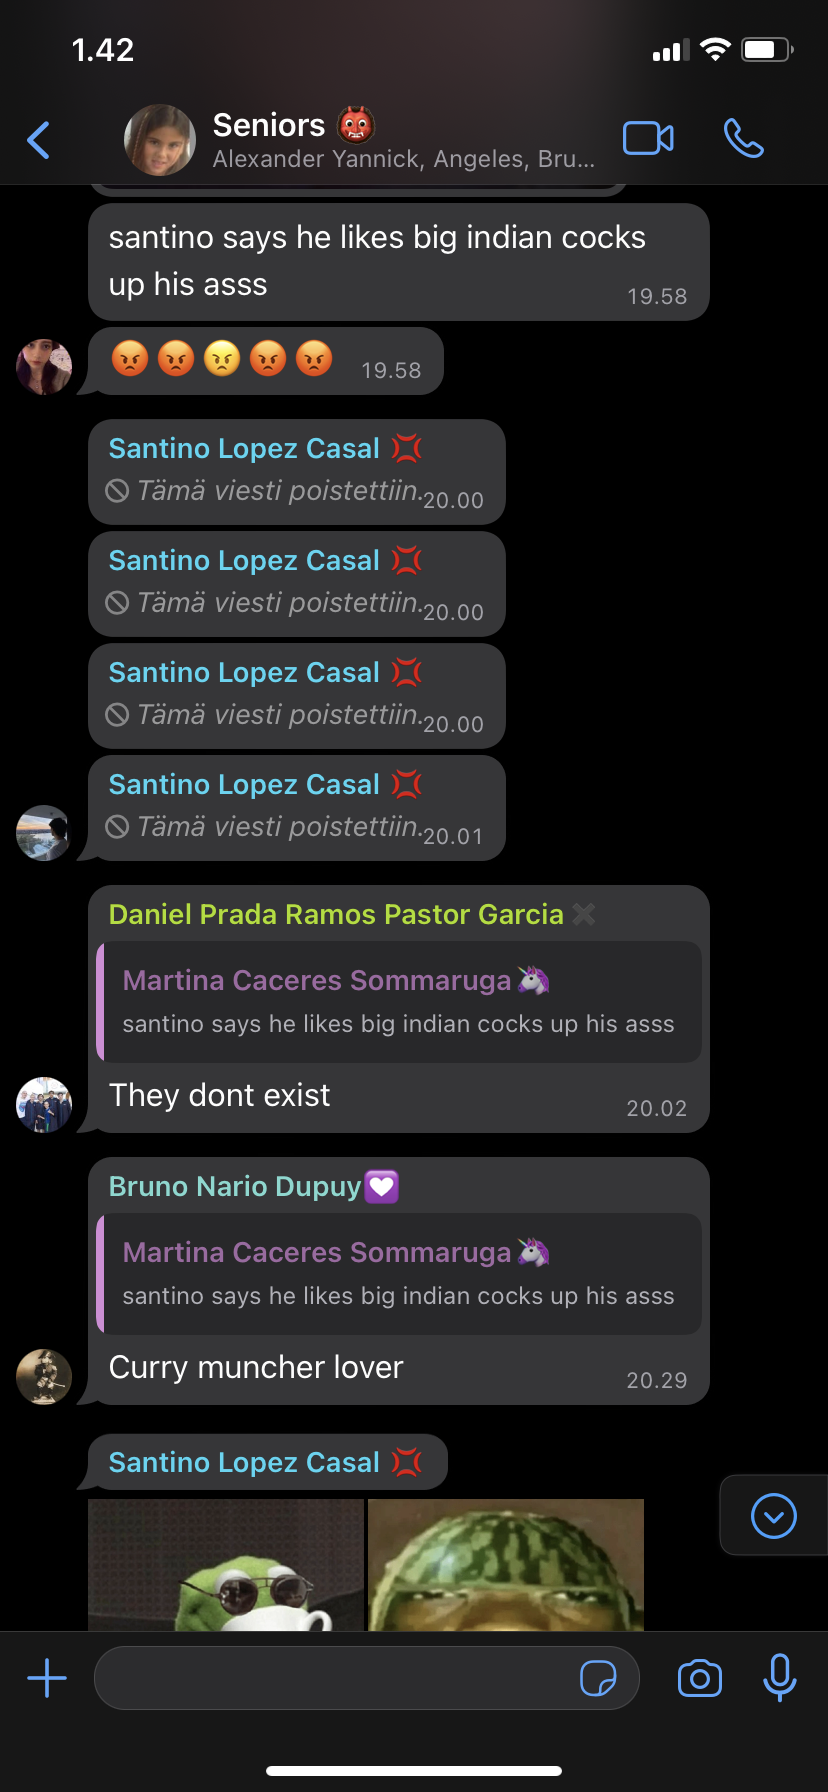 1.42
Seniors 👹
Alexander Yannick, Angeles, Bru...
santino says he likes big indian cocks
up his asss
19.58
😡 😡 😠 😡 😡 19.58
Santino Lopez Casal 💢
Tämä viesti poistettiin. 20.00
Santino Lopez Casal 💢
Tämä viesti poistettiin. 20.00
Santino Lopez Casal 💢
Tämä viesti poistettiin. 20.00
Santino Lopez Casal 💢
Tämä viesti poistettiin. 20.01
Daniel Prada Ramos Pastor Garcia ✖
Martina Caceres Sommaruga🦄
santino says he likes big indian cocks up his asss
They dont exist
20.02
Bruno Nario Dupuy💟
Martina Caceres Sommaruga🦄
santino says he likes big indian cocks up his asss
Curry muncher lover
20.29
Santino Lopez Casal 💢